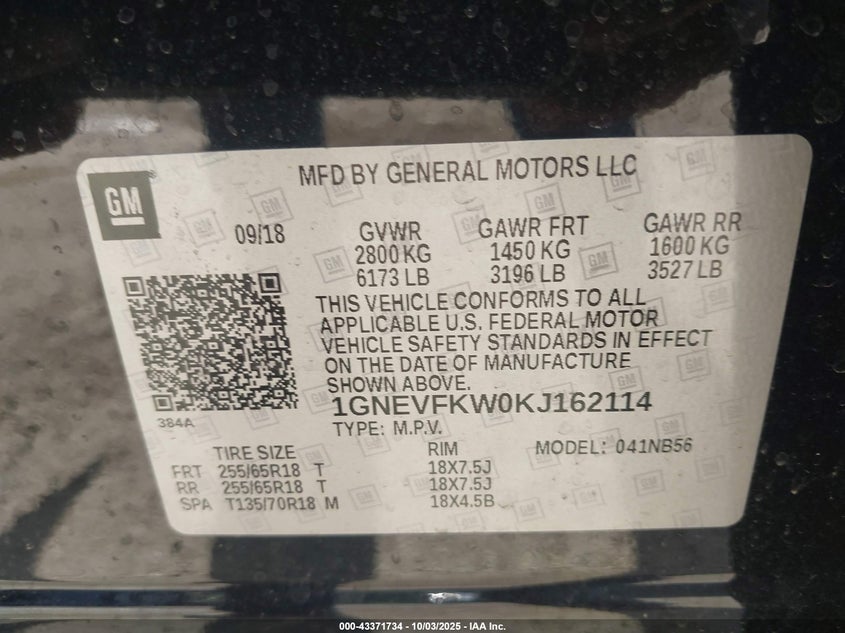 MFD BY GENERAL MOTORS LLC
GM
09/18
GVWR GAWR FRT GAWR RR
2800 KG 1450 KG 1600 KG
6173 LB 3196 LB 3527 LB
THIS VEHICLE CONFORMS TO ALL
APPLICABLE U.S. FEDERAL MOTOR
VEHICLE SAFETY STANDARDS IN EFFECT
ON THE DATE OF MANUFACTURE
SHOWN ABOVE.
1GNEVFKW0KJ162114
384A
TYPE: M.P.V.
TIRE SIZE RIM MODEL: 041NB56
FRT 255/65R18 T 18X7.5J
RR 255/65R18 T 18X7.5J
SPA T135/70R18 M 18X4.5B
000-43371734 - 10/03/2025 - IAA Inc.